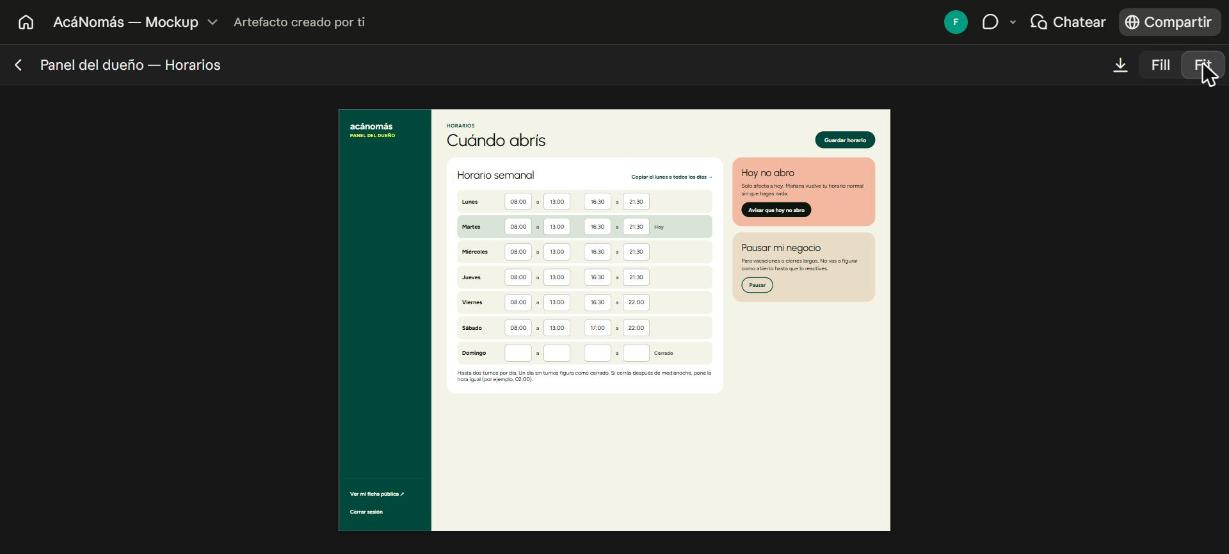 AcáNomás — Mockup
Artefacto creado por ti
F
Chatear
Compartir
Panel del dueño — Horarios
Fill
Fit
acánomás
PANEL DEL DUEÑO
HORARIOS
Cuándo abrís
Guardar horario
Horario semanal
Copiar el lunes a todos los días →
Lunes 08:00 a 13:00 16:30 a 21:30
Martes 08:00 a 13:00 16:30 a 21:30 Hoy
Miércoles 08:00 a 13:00 16:30 a 21:30
Jueves 08:00 a 13:00 16:30 a 21:30
Viernes 08:00 a 13:00 16:30 a 22:00
Sábado 08:00 a 13:00 17:00 a 22:00
Domingo a a Cerrado
Hasta dos turnos por día. Un día sin turnos figura como cerrado. Si cerrás después de medianoche, poné la
hora igual (por ejemplo, 02:00).
Hoy no abro
Solo afecta a hoy. Mañana vuelve tu horario normal
sin que hagas nada.
Avisar que hoy no abro
Pausar mi negocio
Para vacaciones o cierres largos. No vas a figurar
como abierto hasta que lo reactives.
Pausar
Ver mi ficha pública ↗
Cerrar sesión